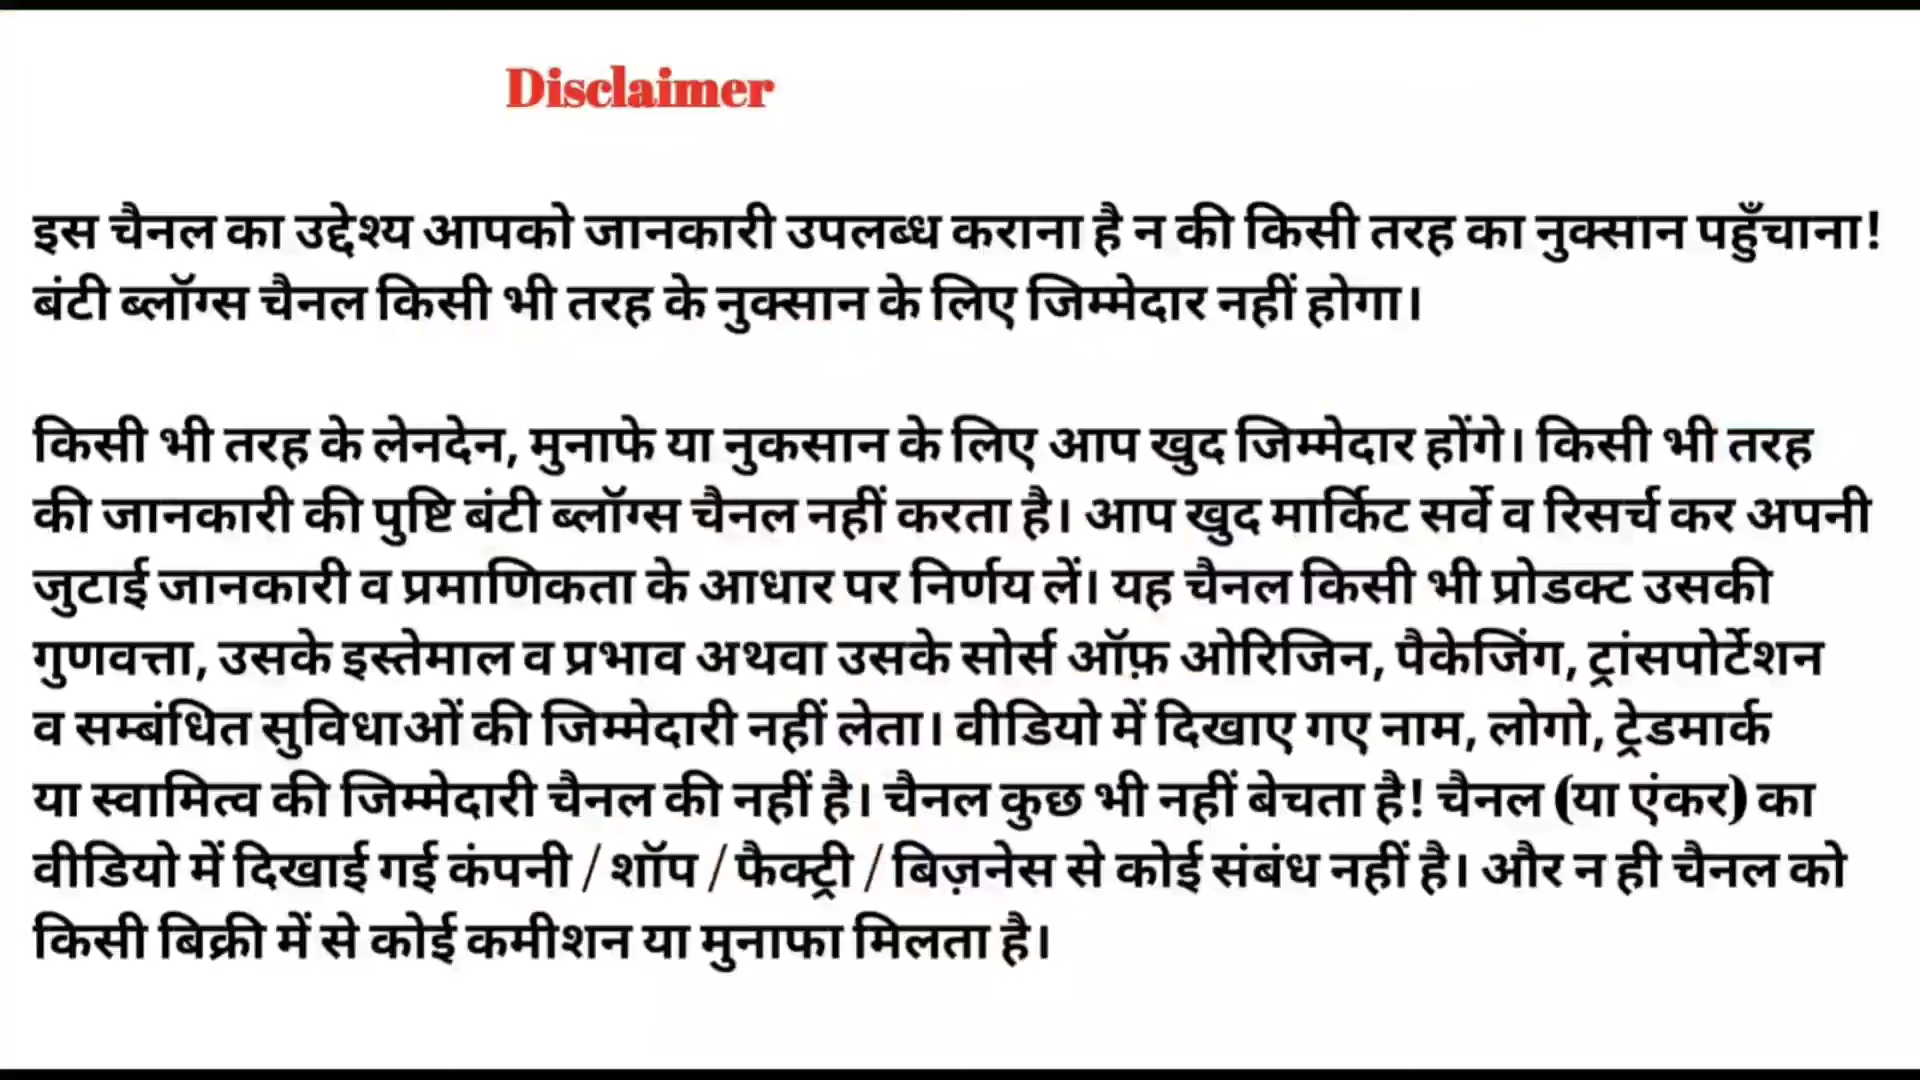 Disclaimer
इस चैनल का उद्देश्य आपको जानकारी उपलब्ध कराना है न की किसी तरह का नुक्सान पहुँचाना!
बंटी ब्लॉग्स चैनल किसी भी तरह के नुक्सान के लिए जिम्मेदार नहीं होगा।
किसी भी तरह के लेनदेन, मुनाफे या नुकसान के लिए आप खुद जिम्मेदार होंगे। किसी भी तरह
की जानकारी की पुष्टि बंटी ब्लॉग्स चैनल नहीं करता है। आप खुद मार्किट सर्वे व रिसर्च कर अपनी
जुटाई जानकारी व प्रमाणिकता के आधार पर निर्णय लें। यह चैनल किसी भी प्रोडक्ट उसकी
गुणवत्ता, उसके इस्तेमाल व प्रभाव अथवा उसके सोर्स ऑफ़ ओरिजिन, पैकेजिंग, ट्रांसपोर्टेशन
व सम्बंधित सुविधाओं की जिम्मेदारी नहीं लेता। वीडियो में दिखाए गए नाम, लोगो, ट्रेडमार्क
या स्वामित्व की जिम्मेदारी चैनल की नहीं है। चैनल कुछ भी नहीं बेचता है! चैनल (या एंकर) का
वीडियो में दिखाई गई कंपनी / शॉप / फैक्ट्री / बिज़नेस से कोई संबंध नहीं है। और न ही चैनल को
किसी बिक्री में से कोई कमीशन या मुनाफा मिलता है।